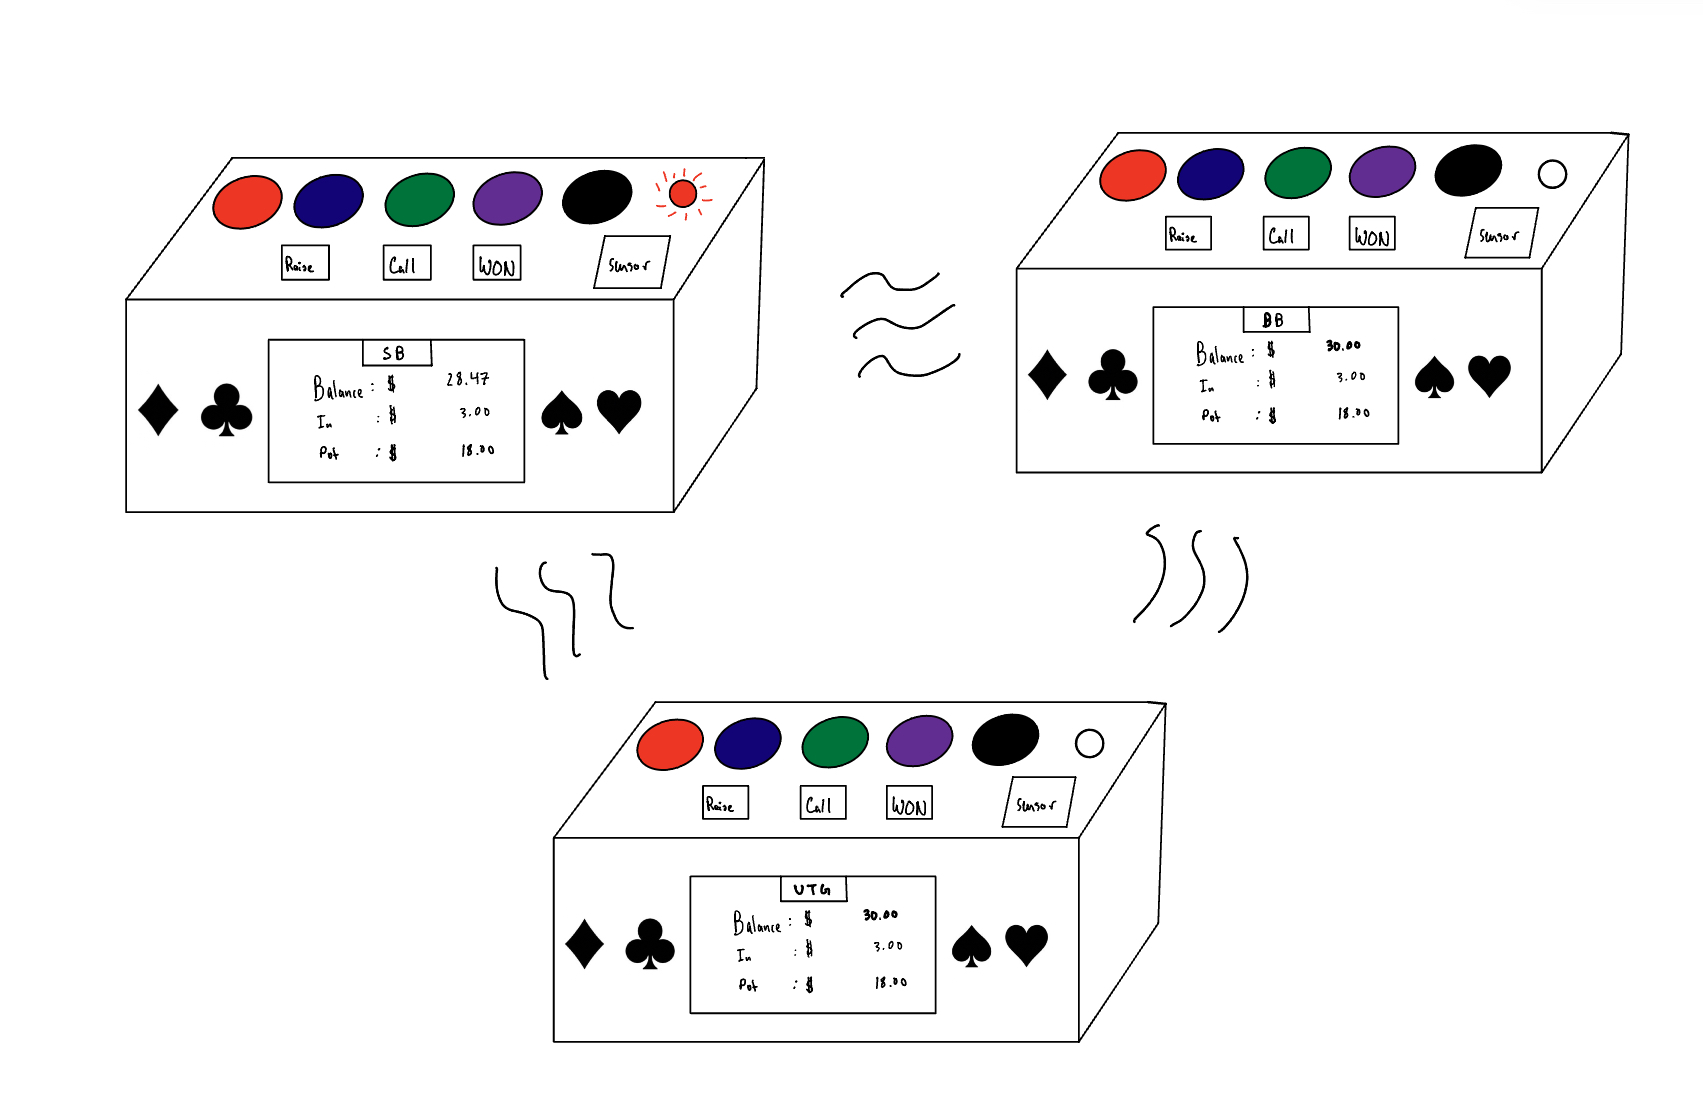 Raise Call WON Sensor
SB
Balance : $ 28.47
In : $ 3.00
Pot : $ 18.00
Raise Call WON Sensor
BB
Balance : $ 30.00
In : $ 3.00
Pot : $ 18.00
Raise Call WON Sensor
UTG
Balance : $ 30.00
In : $ 3.00
Pot : $ 18.00